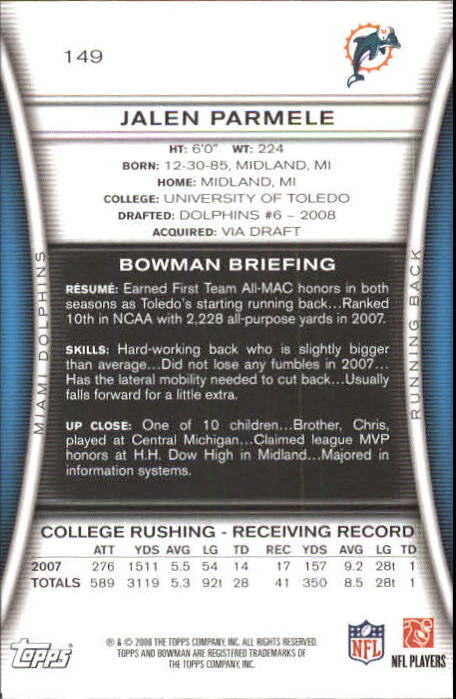 149
JALEN PARMELE
HT: 6'0" WT: 224
BORN: 12-30-85, MIDLAND, MI
HOME: MIDLAND, MI
COLLEGE: UNIVERSITY OF TOLEDO
DRAFTED: DOLPHINS #6 – 2008
ACQUIRED: VIA DRAFT
MIAMI DOLPHINS
RUNNING BACK
BOWMAN BRIEFING
RÉSUMÉ: Earned First Team All-MAC honors in both
seasons as Toledo's starting running back...Ranked
10th in NCAA with 2,228 all-purpose yards in 2007.
SKILLS: Hard-working back who is slightly bigger
than average...Did not lose any fumbles in 2007...
Has the lateral mobility needed to cut back...Usually
falls forward for a little extra.
UP CLOSE: One of 10 children...Brother, Chris,
played at Central Michigan...Claimed league MVP
honors at H.H. Dow High in Midland...Majored in
information systems.
COLLEGE RUSHING - RECEIVING RECORD
ATT YDS AVG LG TD REC YDS AVG LG TD
2007 276 1511 5.5 54 14 17 157 9.2 28t 1
TOTALS 589 3119 5.3 92t 28 41 350 8.5 28t 1
Topps
® & © 2008 THE TOPPS COMPANY, INC. ALL RIGHTS RESERVED.
TOPPS AND BOWMAN ARE REGISTERED TRADEMARKS OF
THE TOPPS COMPANY, INC.
NFL
NFL PLAYERS